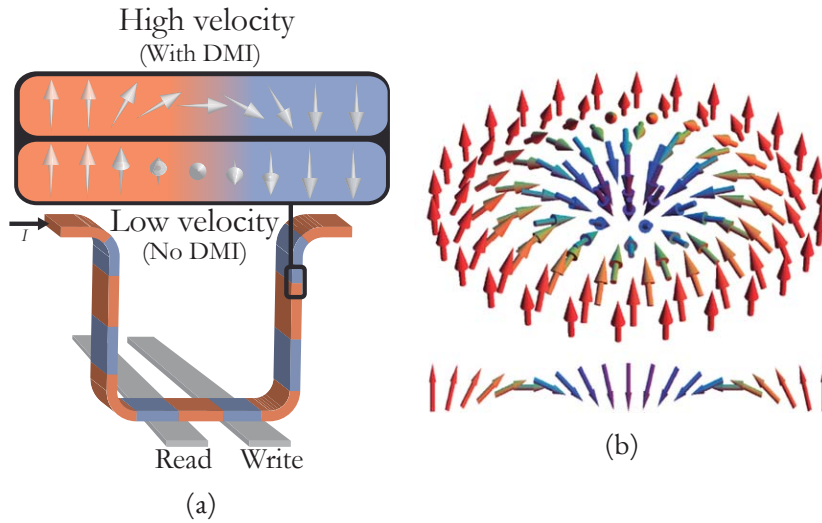 High velocity
(With DMI)
Low velocity
(No DMI)
I
Read Write
(a)
(b)